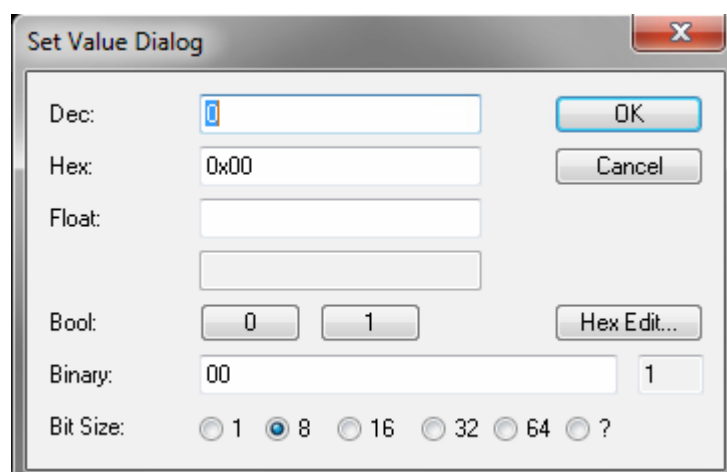 Set Value Dialog
Dec: 0 OK
Hex: 0x00 Cancel
Float:
Bool: 0 1 Hex Edit...
Binary: 00 1
Bit Size: 1 8 16 32 64 ?